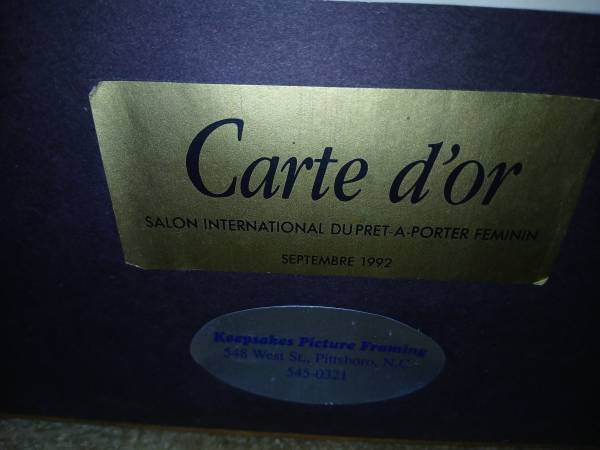 Carte d'or
SALON INTERNATIONAL DU PRET-A-PORTER FEMININ
SEPTEMBRE 1992
Keepsakes Picture Framing
548 West St., Pittsboro, N.C.
545-0321